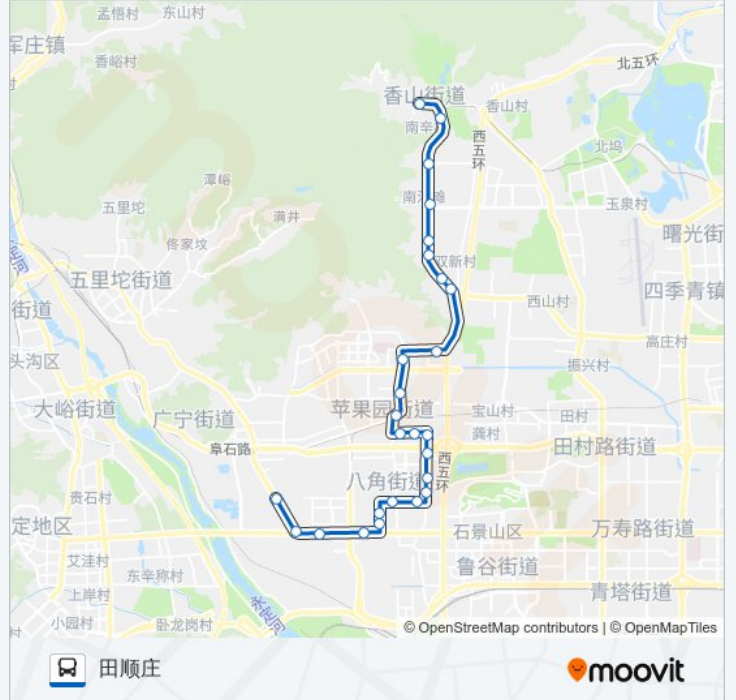 孟悟村
东山村
军庄镇
香峪村
北五环
香山街道
香山村
南辛
西五环
北坞
潭峪
南河滩
玉泉村
五里坨
满井
曙光街
佟家坟
双新村
五里坨街道
四季青镇
西山村
街道
高庄村
头沟区
振兴村
大峪街道
苹果园街道
宝山村
田村
广宁街道
龚村
阜石路
田村路街道
西五环
八角街道
贵石村
定地区
石景山区
万寿路街道
艾洼村
鲁谷街道
东辛称村
上岸村
青塔街道
永定河
小园村
卧龙岗村
© OpenStreetMap contributors | © OpenMapTiles
田顺庄
moovit